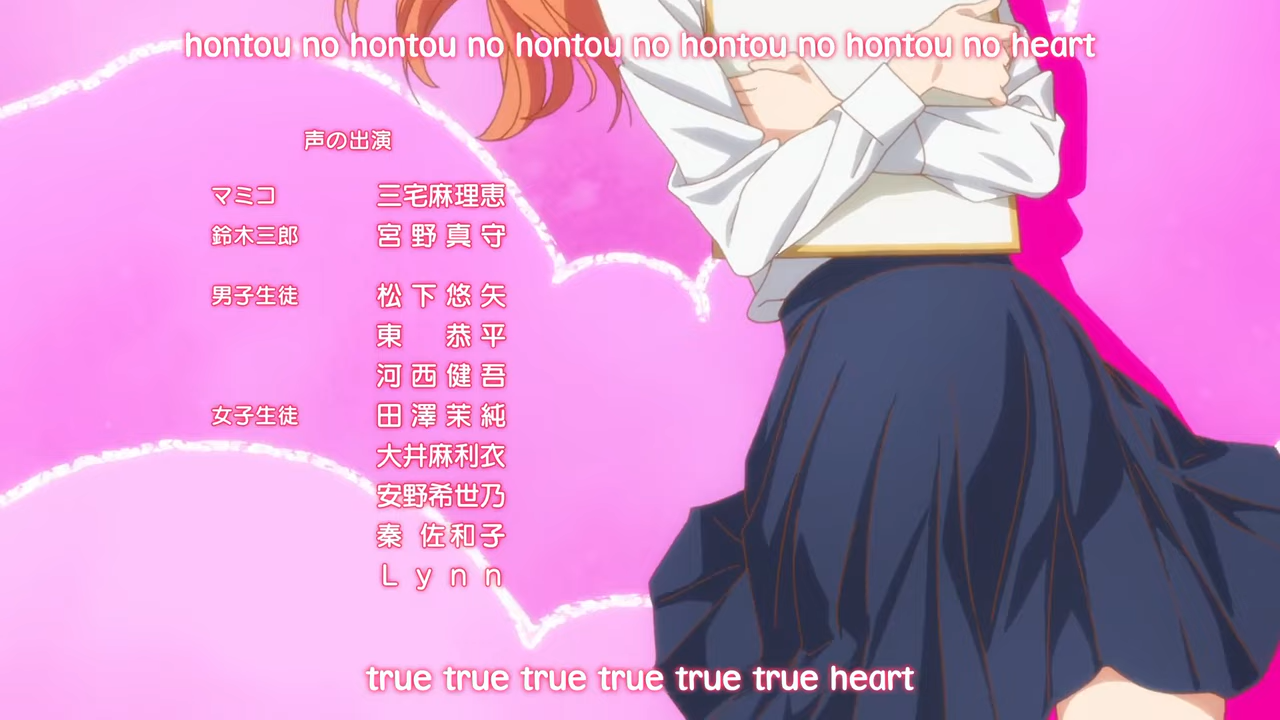 hontou no hontou no hontou no hontou no hontou no heart
声の出演
マミコ 三宅麻理恵
鈴木三郎 宮野真守
男子生徒 松下悠矢
東 恭平
河西健吾
女子生徒 田澤茉純
大井麻利衣
安野希世乃
秦 佐和子
Lynn
true true true true true true heart